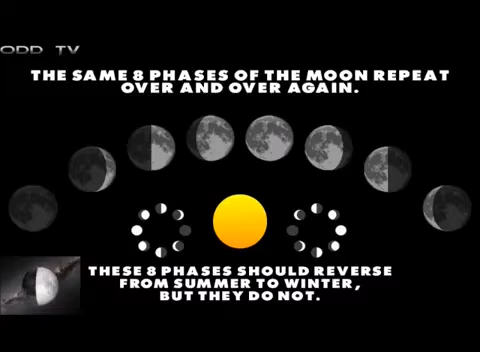 ODD TV
THE SAME 8 PHASES OF THE MOON REPEAT
OVER AND OVER AGAIN.
THESE 8 PHASES SHOULD REVERSE
FROM SUMMER TO WINTER,
BUT THEY DO NOT.